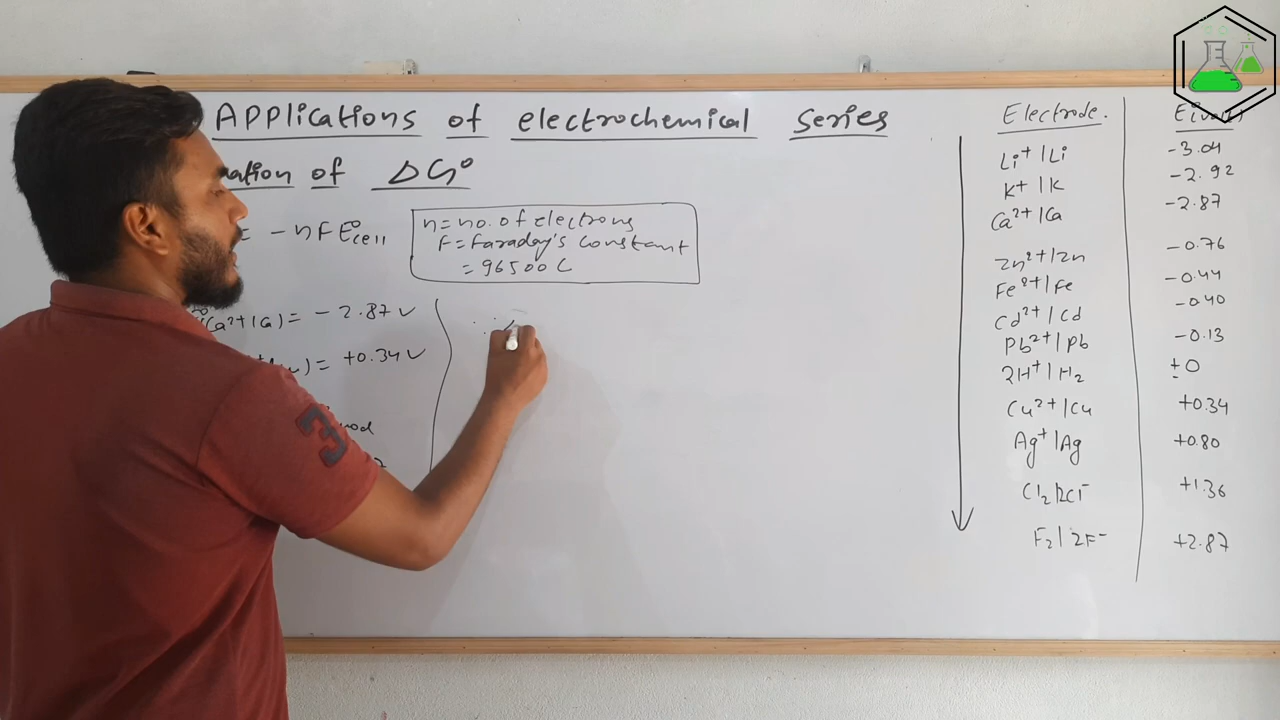 Applications of electrochemical series
of ΔG°
= -nFE°cell
n = no. of electrons
F = Faraday's constant
= 96500 C
(Ca²⁺|Ca) = -2.87 V
) = +0.34 V
3
Electrode.
Li⁺|Li -3.04
K⁺|K -2.92
Ca²⁺|Ca -2.87
Zn²⁺|Zn -0.76
Fe²⁺|Fe -0.44
Cd²⁺|Cd -0.40
Pb²⁺|Pb -0.13
2H⁺|H₂ ±0
Cu²⁺|Cu +0.34
Ag⁺|Ag +0.80
Cl₂|2Cl⁻ +1.36
F₂|2F⁻ +2.87